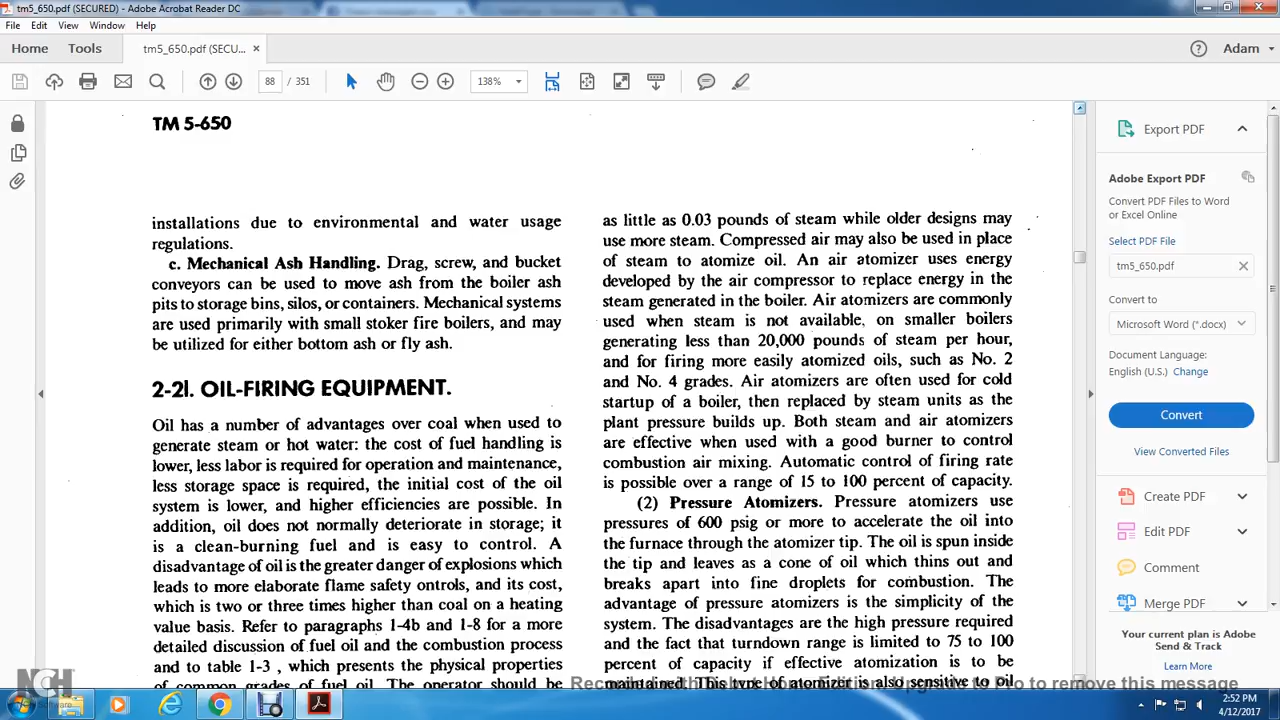 tm5_650.pdf (SECURED) - Adobe Acrobat Reader DC
File Edit View Window Help
Home Tools tm5_650.pdf (SECU... × Adam
88 / 351 138%
TM 5-650
installations due to environmental and water usage
regulations.
c. Mechanical Ash Handling. Drag, screw, and bucket
conveyors can be used to move ash from the boiler ash
pits to storage bins, silos, or containers. Mechanical systems
are used primarily with small stoker fire boilers, and may
be utilized for either bottom ash or fly ash.
2-2l. OIL-FIRING EQUIPMENT.
Oil has a number of advantages over coal when used to
generate steam or hot water: the cost of fuel handling is
lower, less labor is required for operation and maintenance,
less storage space is required, the initial cost of the oil
system is lower, and higher efficiencies are possible. In
addition, oil does not normally deteriorate in storage; it
is a clean-burning fuel and is easy to control. A
disadvantage of oil is the greater danger of explosions which
leads to more elaborate flame safety ontrols, and its cost,
which is two or three times higher than coal on a heating
value basis. Refer to paragraphs 1-4b and 1-8 for a more
detailed discussion of fuel oil and the combustion process
and to table 1-3 , which presents the physical properties
of common grades of fuel oil. The operator should be
as little as 0.03 pounds of steam while older designs may
use more steam. Compressed air may also be used in place
of steam to atomize oil. An air atomizer uses energy
developed by the air compressor to replace energy in the
steam generated in the boiler. Air atomizers are commonly
used when steam is not available, on smaller boilers
generating less than 20,000 pounds of steam per hour,
and for firing more easily atomized oils, such as No. 2
and No. 4 grades. Air atomizers are often used for cold
startup of a boiler, then replaced by steam units as the
plant pressure builds up. Both steam and air atomizers
are effective when used with a good burner to control
combustion air mixing. Automatic control of firing rate
is possible over a range of 15 to 100 percent of capacity.
(2) Pressure Atomizers. Pressure atomizers use
pressures of 600 psig or more to accelerate the oil into
the furnace through the atomizer tip. The oil is spun inside
the tip and leaves as a cone of oil which thins out and
breaks apart into fine droplets for combustion. The
advantage of pressure atomizers is the simplicity of the
system. The disadvantages are the high pressure required
and the fact that turndown range is limited to 75 to 100
percent of capacity if effective atomization is to be
maintained. This type of atomizer is also sensitive to oil
Export PDF
Adobe Export PDF
Convert PDF Files to Word
or Excel Online
Select PDF File
tm5_650.pdf
Convert to
Microsoft Word (*.docx)
Document Language:
English (U.S.) Change
Convert
View Converted Files
Create PDF
Edit PDF
Comment
Merge PDF
Your current plan is Adobe
Send & Track
Learn More
NCH
Software
to remove this message
2:52 PM
4/12/2017